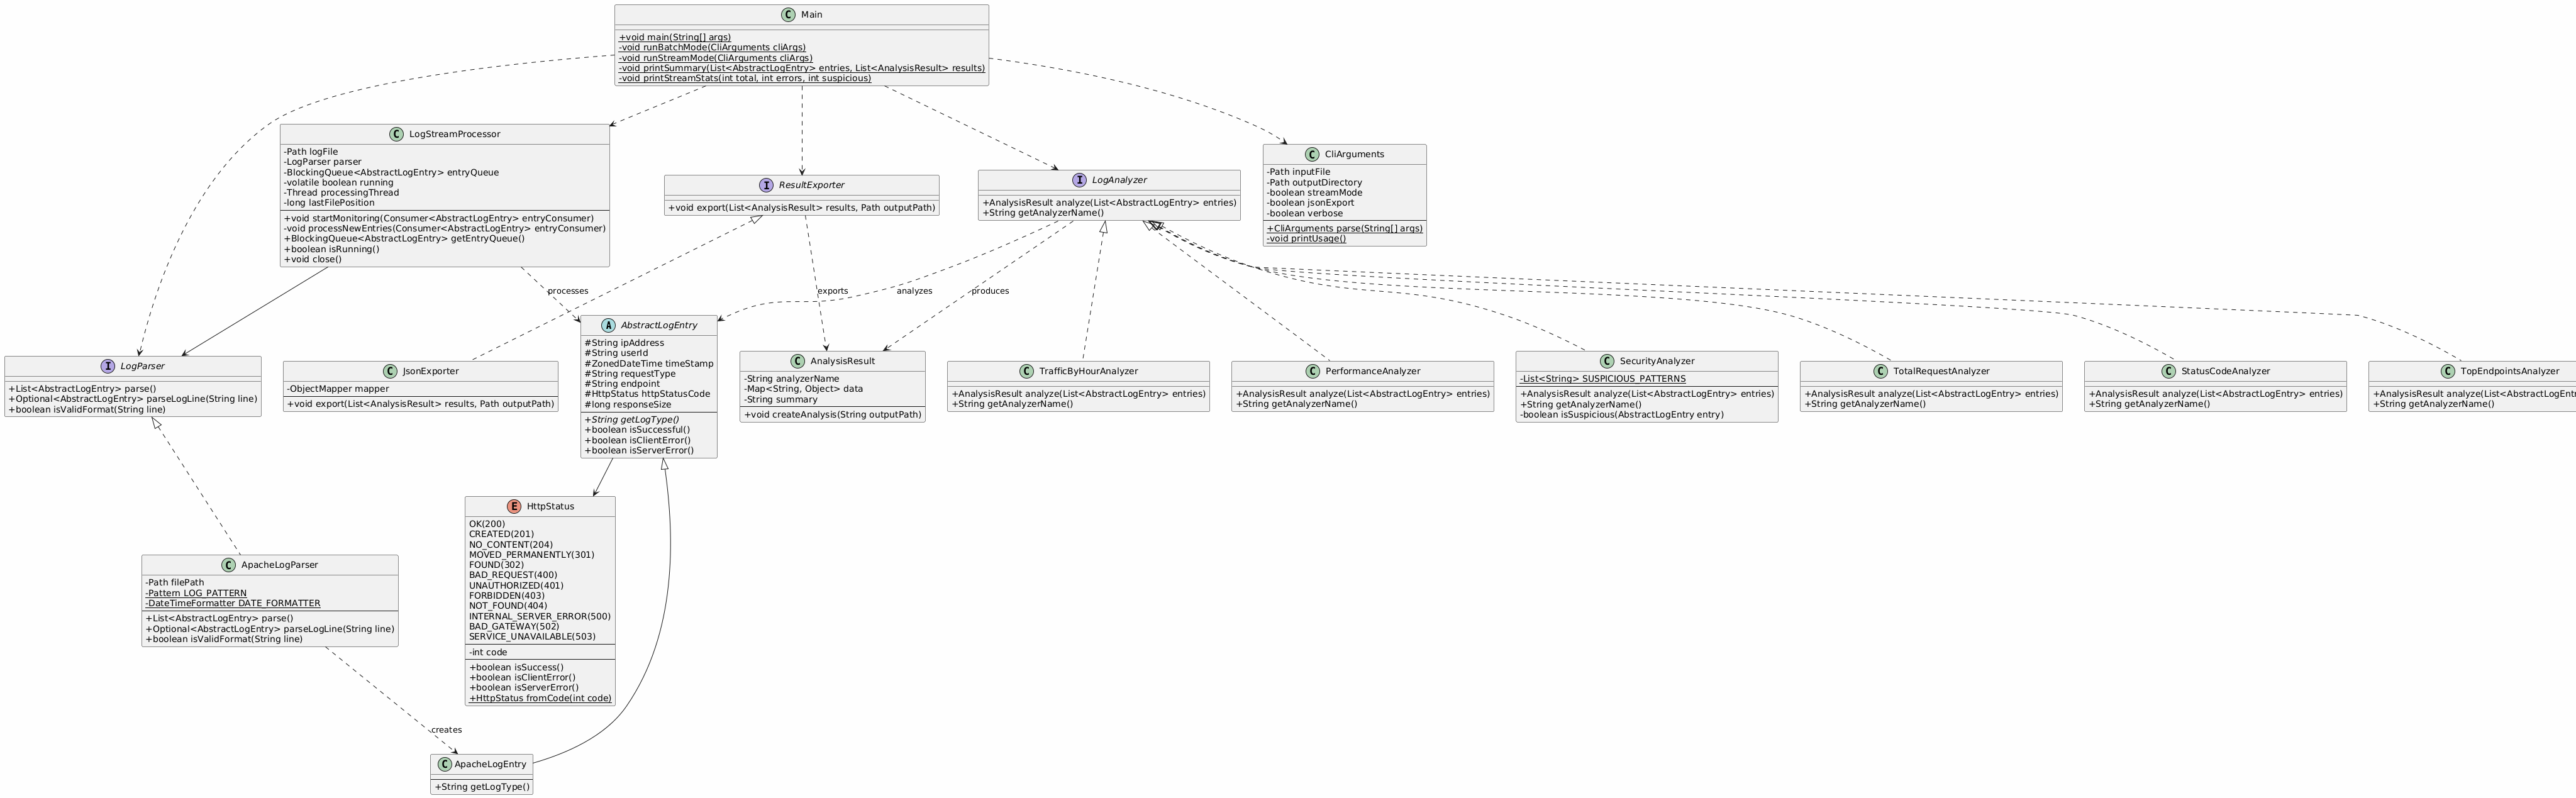 C Main
+void main(String[] args)
-void runBatchMode(CliArguments cliArgs)
-void runStreamMode(CliArguments cliArgs)
-void printSummary(List<AbstractLogEntry> entries, List<AnalysisResult> results)
-void printStreamStats(int total, int errors, int suspicious)
C LogStreamProcessor
-Path logFile
-LogParser parser
-BlockingQueue<AbstractLogEntry> entryQueue
-volatile boolean running
-Thread processingThread
-long lastFilePosition
+void startMonitoring(Consumer<AbstractLogEntry> entryConsumer)
-void processNewEntries(Consumer<AbstractLogEntry> entryConsumer)
+BlockingQueue<AbstractLogEntry> getEntryQueue()
+boolean isRunning()
+void close()
I ResultExporter
+void export(List<AnalysisResult> results, Path outputPath)
I LogAnalyzer
+AnalysisResult analyze(List<AbstractLogEntry> entries)
+String getAnalyzerName()
C CliArguments
-Path inputFile
-Path outputDirectory
-boolean streamMode
-boolean jsonExport
-boolean verbose
+CliArguments parse(String[] args)
-void printUsage()
processes
exports
analyzes
produces
I LogParser
+List<AbstractLogEntry> parse()
+Optional<AbstractLogEntry> parseLogLine(String line)
+boolean isValidFormat(String line)
C JsonExporter
-ObjectMapper mapper
+void export(List<AnalysisResult> results, Path outputPath)
A AbstractLogEntry
#String ipAddress
#String userId
#ZonedDateTime timeStamp
#String requestType
#String endpoint
#HttpStatus httpStatusCode
#long responseSize
+String getLogType()
+boolean isSuccessful()
+boolean isClientError()
+boolean isServerError()
C AnalysisResult
-String analyzerName
-Map<String, Object> data
-String summary
+void createAnalysis(String outputPath)
C TrafficByHourAnalyzer
+AnalysisResult analyze(List<AbstractLogEntry> entries)
+String getAnalyzerName()
C PerformanceAnalyzer
+AnalysisResult analyze(List<AbstractLogEntry> entries)
+String getAnalyzerName()
C SecurityAnalyzer
-List<String> SUSPICIOUS_PATTERNS
+AnalysisResult analyze(List<AbstractLogEntry> entries)
+String getAnalyzerName()
-boolean isSuspicious(AbstractLogEntry entry)
C TotalRequestAnalyzer
+AnalysisResult analyze(List<AbstractLogEntry> entries)
+String getAnalyzerName()
C StatusCodeAnalyzer
+AnalysisResult analyze(List<AbstractLogEntry> entries)
+String getAnalyzerName()
C TopEndpointsAnalyzer
+AnalysisResult analyze(List<AbstractLogEnt
+String getAnalyzerName()
E HttpStatus
OK(200)
CREATED(201)
NO_CONTENT(204)
MOVED_PERMANENTLY(301)
FOUND(302)
BAD_REQUEST(400)
UNAUTHORIZED(401)
FORBIDDEN(403)
NOT_FOUND(404)
INTERNAL_SERVER_ERROR(500)
BAD_GATEWAY(502)
SERVICE_UNAVAILABLE(503)
-int code
+boolean isSuccess()
+boolean isClientError()
+boolean isServerError()
+HttpStatus fromCode(int code)
C ApacheLogParser
-Path filePath
-Pattern LOG_PATTERN
-DateTimeFormatter DATE_FORMATTER
+List<AbstractLogEntry> parse()
+Optional<AbstractLogEntry> parseLogLine(String line)
+boolean isValidFormat(String line)
creates
C ApacheLogEntry
+String getLogType()